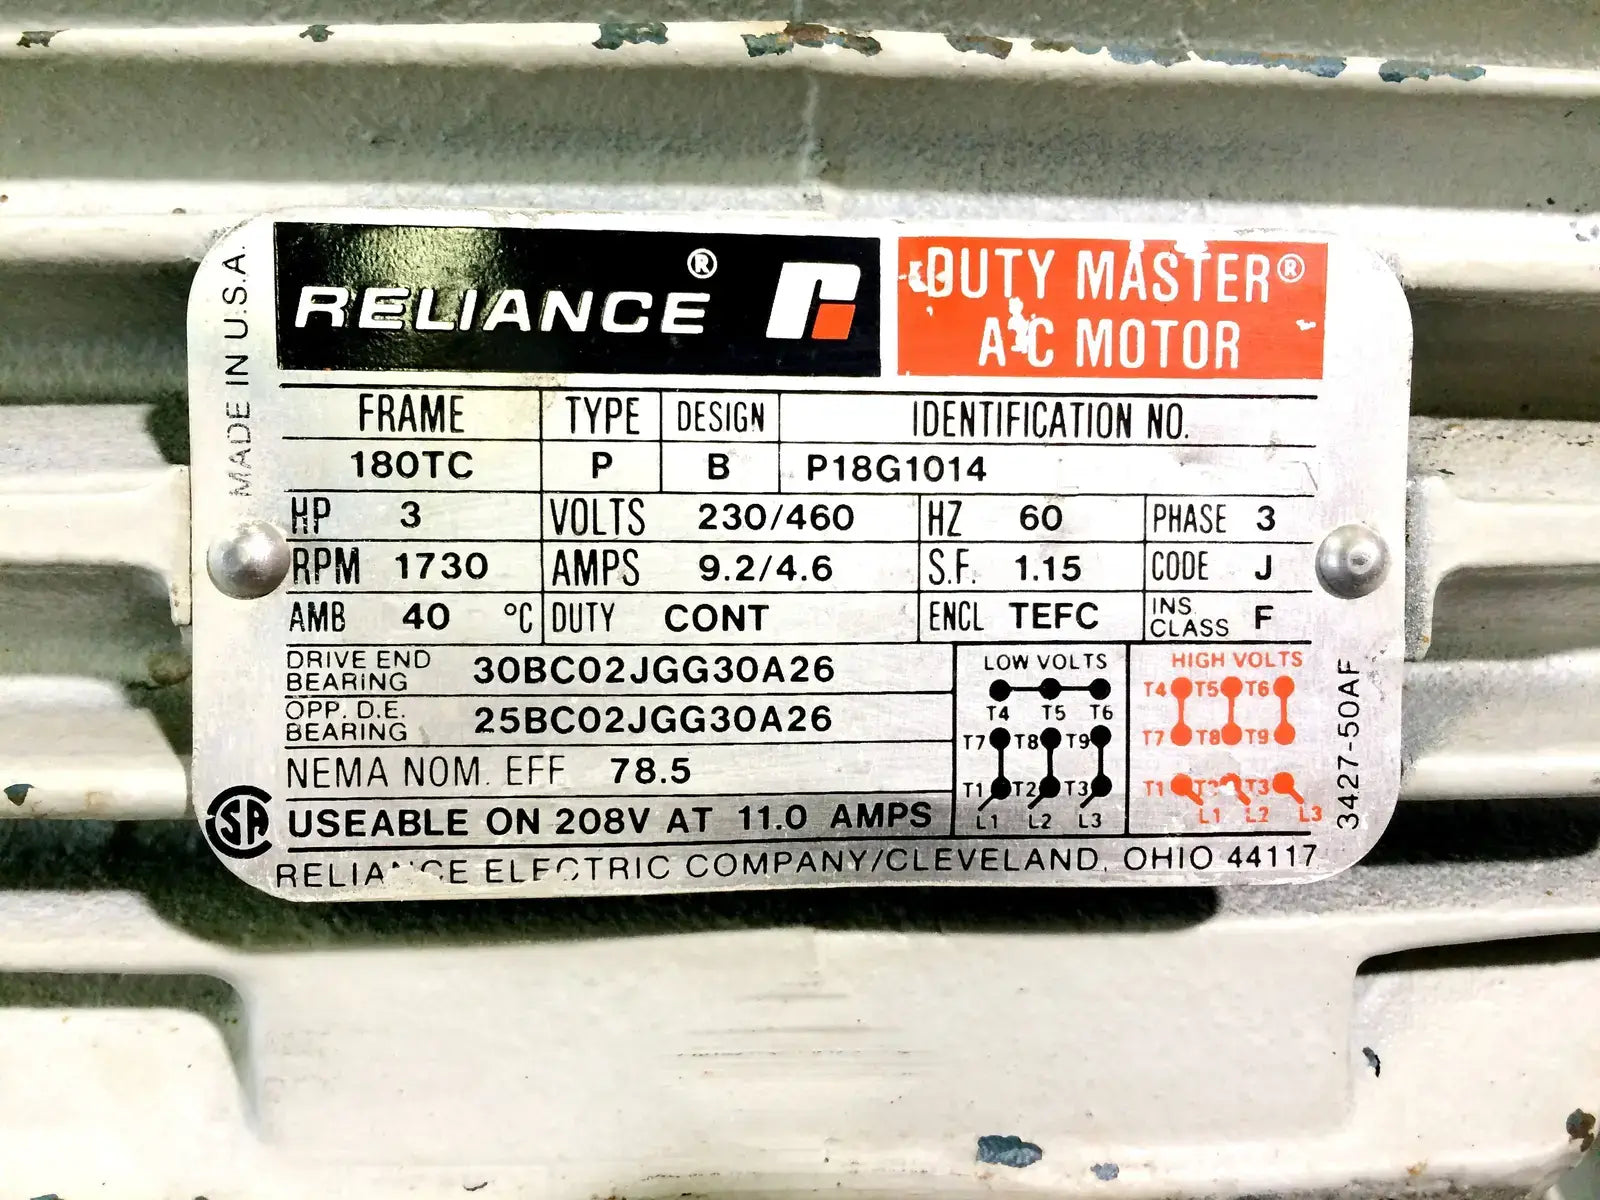 RELIANCE®
DUTY MASTER®
A-C MOTOR
MADE IN U.S.A.
FRAME TYPE DESIGN IDENTIFICATION NO.
180TC P B P18G1014
HP 3 VOLTS 230/460 HZ 60 PHASE 3
RPM 1730 AMPS 9.2/4.6 S.F. 1.15 CODE J
AMB 40 °C DUTY CONT ENCL TEFC INS CLASS F
DRIVE END BEARING 30BC02JGG30A26
OPP. D.E. BEARING 25BC02JGG30A26
NEMA NOM. EFF 78.5
USEABLE ON 208V AT 11.0 AMPS
LOW VOLTS
T4 T5 T6
T7 T8 T9
T1 T2 T3
L1 L2 L3
HIGH VOLTS
T4 T5 T6
T7 T8 T9
T1 T2 T3
L1 L2 L3
3427-50AF
SA
RELIANCE ELECTRIC COMPANY/CLEVELAND, OHIO 44117